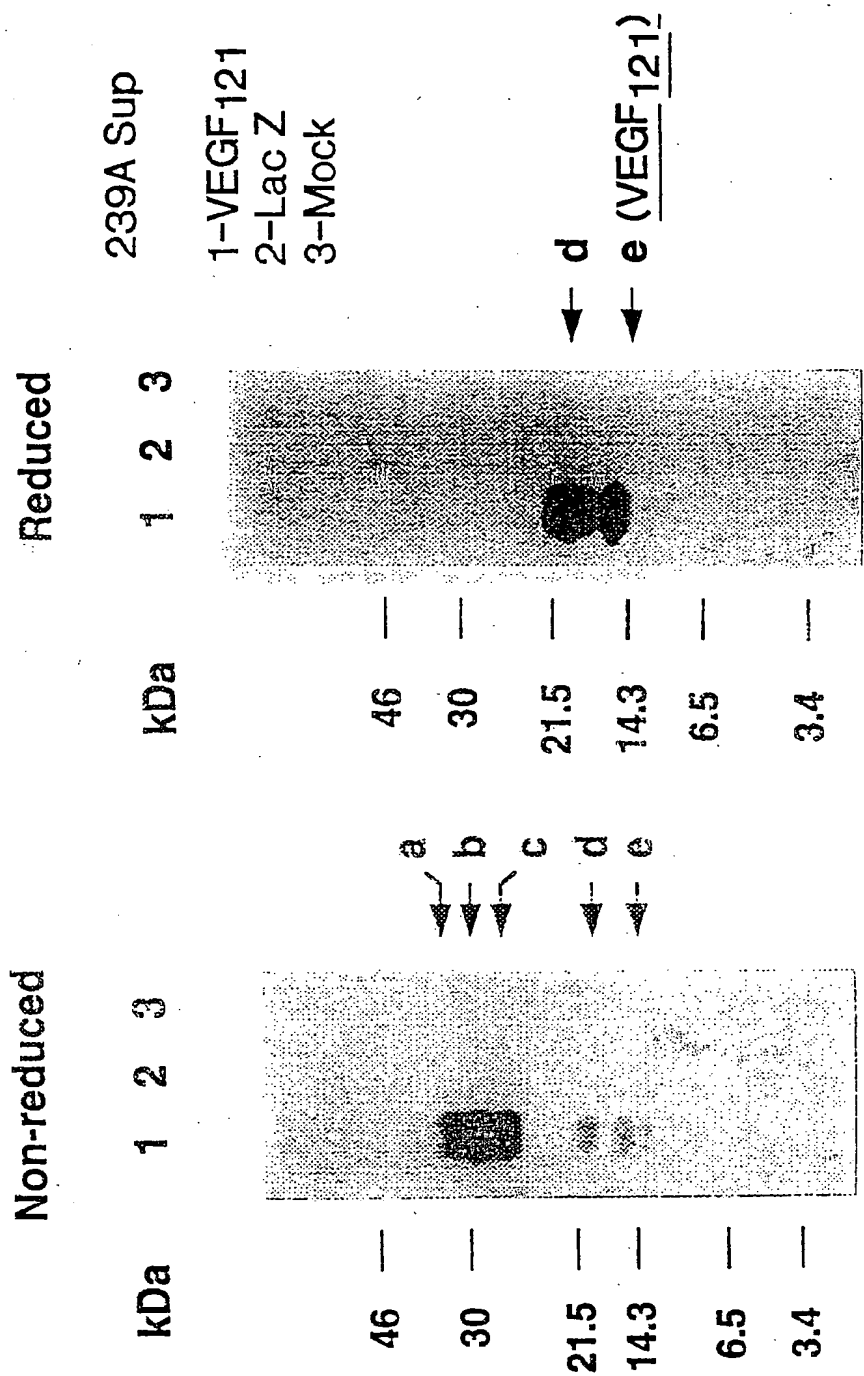 Non-reduced
kDa 1 2 3
46
30
21.5
14.3
6.5
3.4
a
b
c
d
e
Reduced
kDa 1 2 3
46
30
21.5
14.3
6.5
3.4
d
e (VEGF121)
239A Sup
1-VEGF121
2-Lac Z
3-Mock